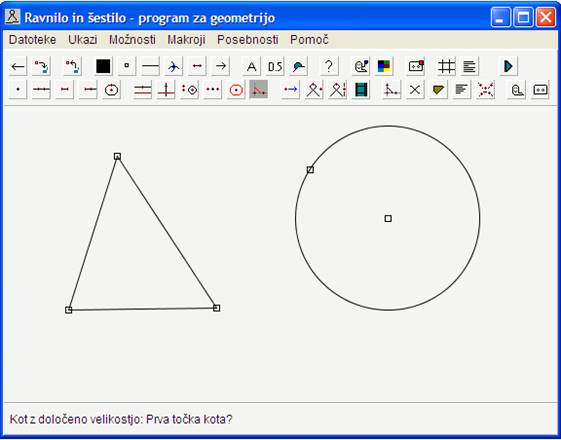 Ravnilo in šestilo - program za geometrijo
Datoteke Ukazi Možnosti Makroji Posebnosti Pomoč
A D.5 ?
Kot z določeno velikostjo: Prva točka kota?